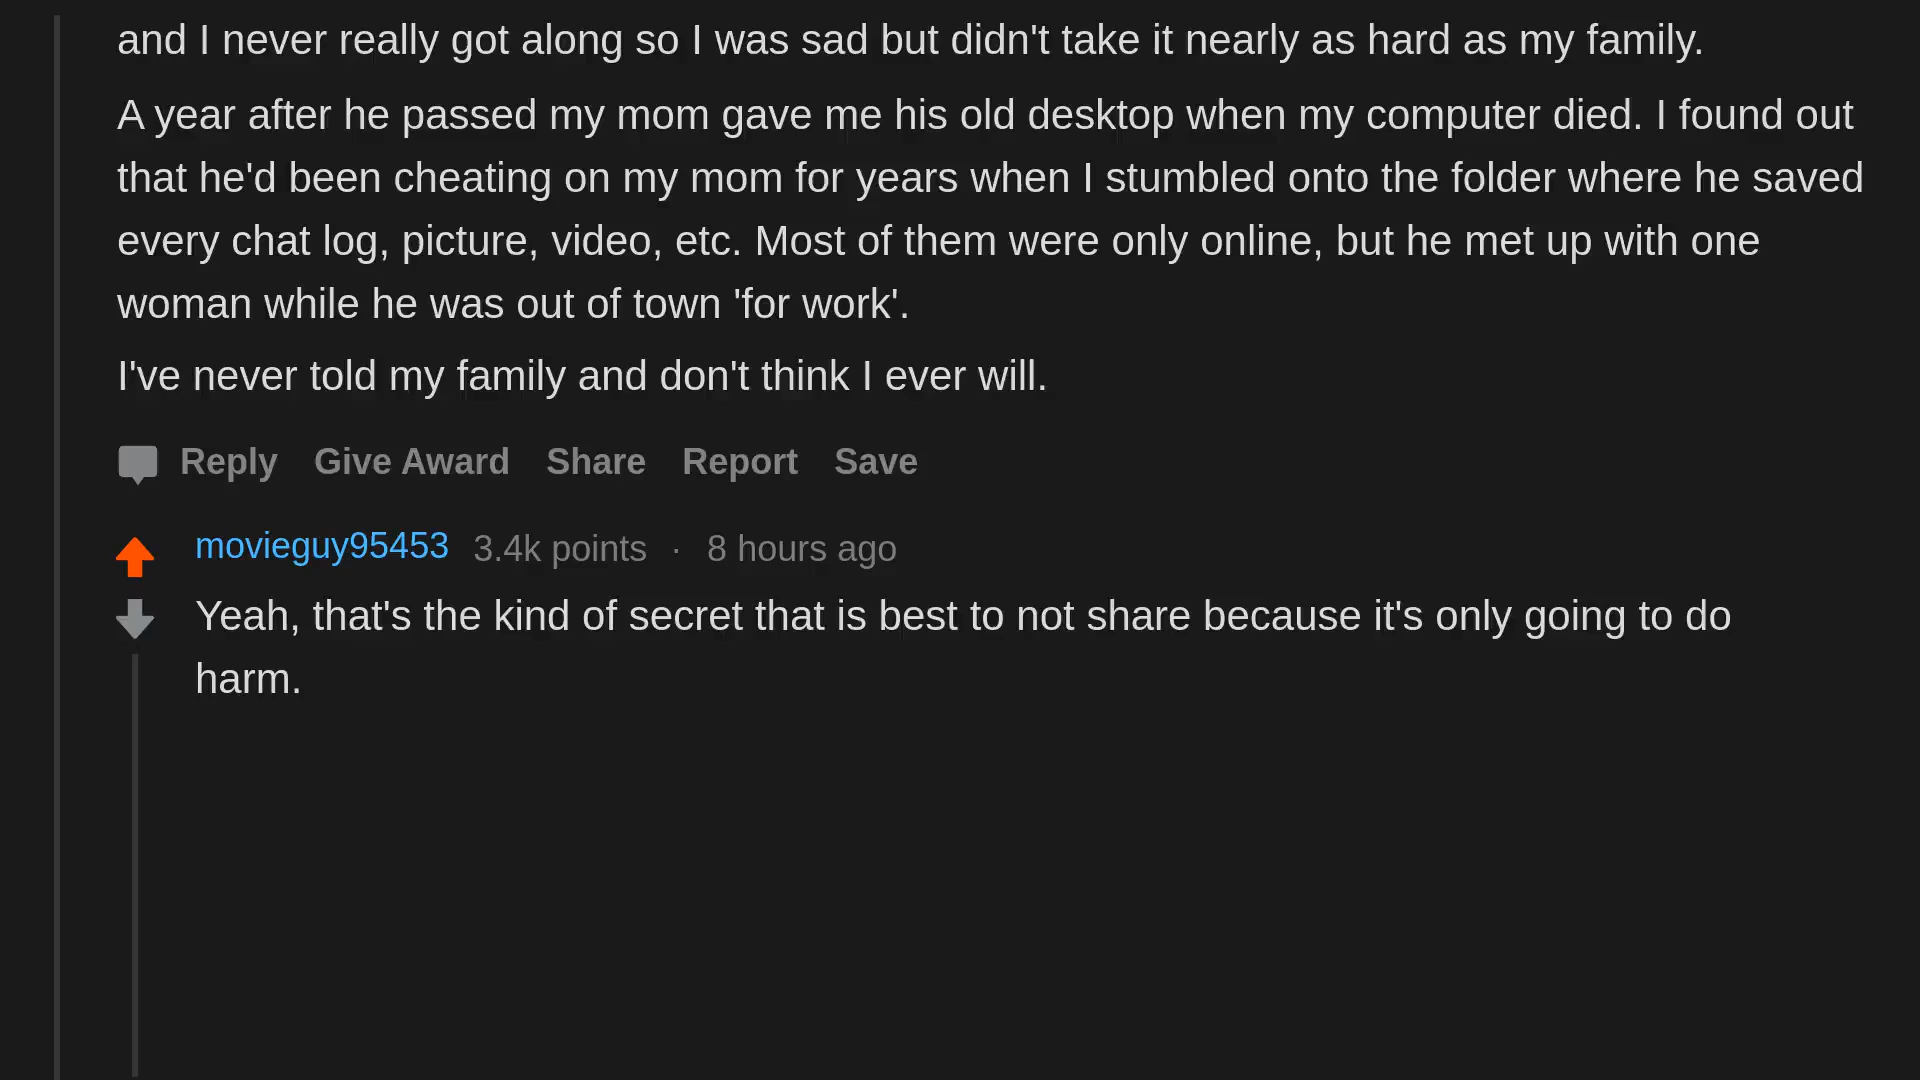 and I never really got along so I was sad but didn't take it nearly as hard as my family.
A year after he passed my mom gave me his old desktop when my computer died. I found out
that he'd been cheating on my mom for years when I stumbled onto the folder where he saved
every chat log, picture, video, etc. Most of them were only online, but he met up with one
woman while he was out of town 'for work'.
I've never told my family and don't think I ever will.
Reply Give Award Share Report Save
movieguy95453 3.4k points · 8 hours ago
Yeah, that's the kind of secret that is best to not share because it's only going to do
harm.